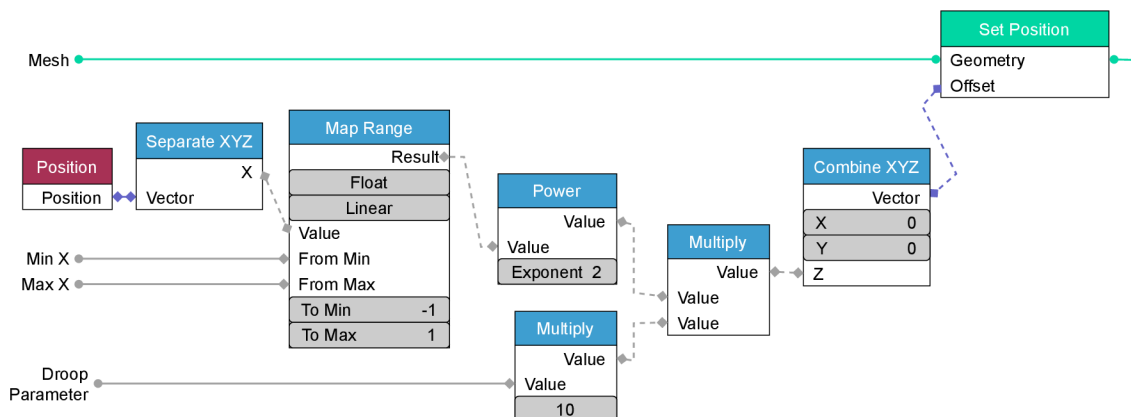 Set Position
Mesh
Geometry
Offset
Map Range
Result
Float
Linear
Value
From Min
From Max
To Min -1
To Max 1
Separate XYZ
X
Vector
Position
Position
Min X
Max X
Power
Value
Value
Exponent 2
Combine XYZ
Vector
X 0
Y 0
Z
Multiply
Value
Value
Value
Multiply
Value
Value
10
Droop
Parameter